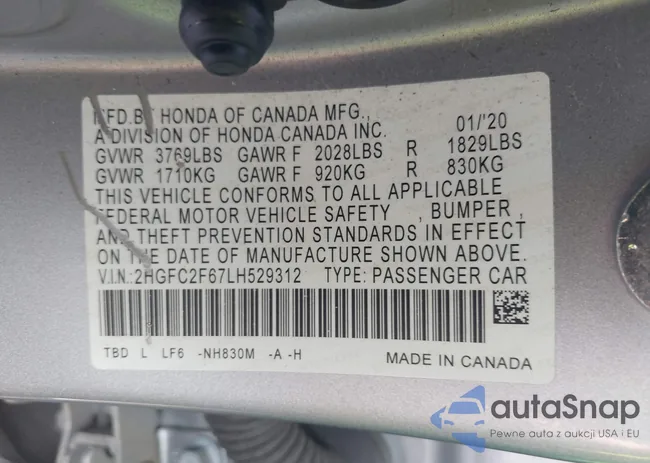 MFD.BY HONDA OF CANADA MFG.,
A DIVISION OF HONDA CANADA INC. 01/'20
GVWR 3769LBS GAWR F 2028LBS R 1829LBS
GVWR 1710KG GAWR F 920KG R 830KG
THIS VEHICLE CONFORMS TO ALL APPLICABLE
FEDERAL MOTOR VEHICLE SAFETY , BUMPER ,
AND THEFT PREVENTION STANDARDS IN EFFECT
ON THE DATE OF MANUFACTURE SHOWN ABOVE.
V.I.N.:2HGFC2F67LH529312 TYPE: PASSENGER CAR
TBD L LF6 -NH830M -A -H
MADE IN CANADA
autaSnap
Pewne auta z aukcji USA i EU